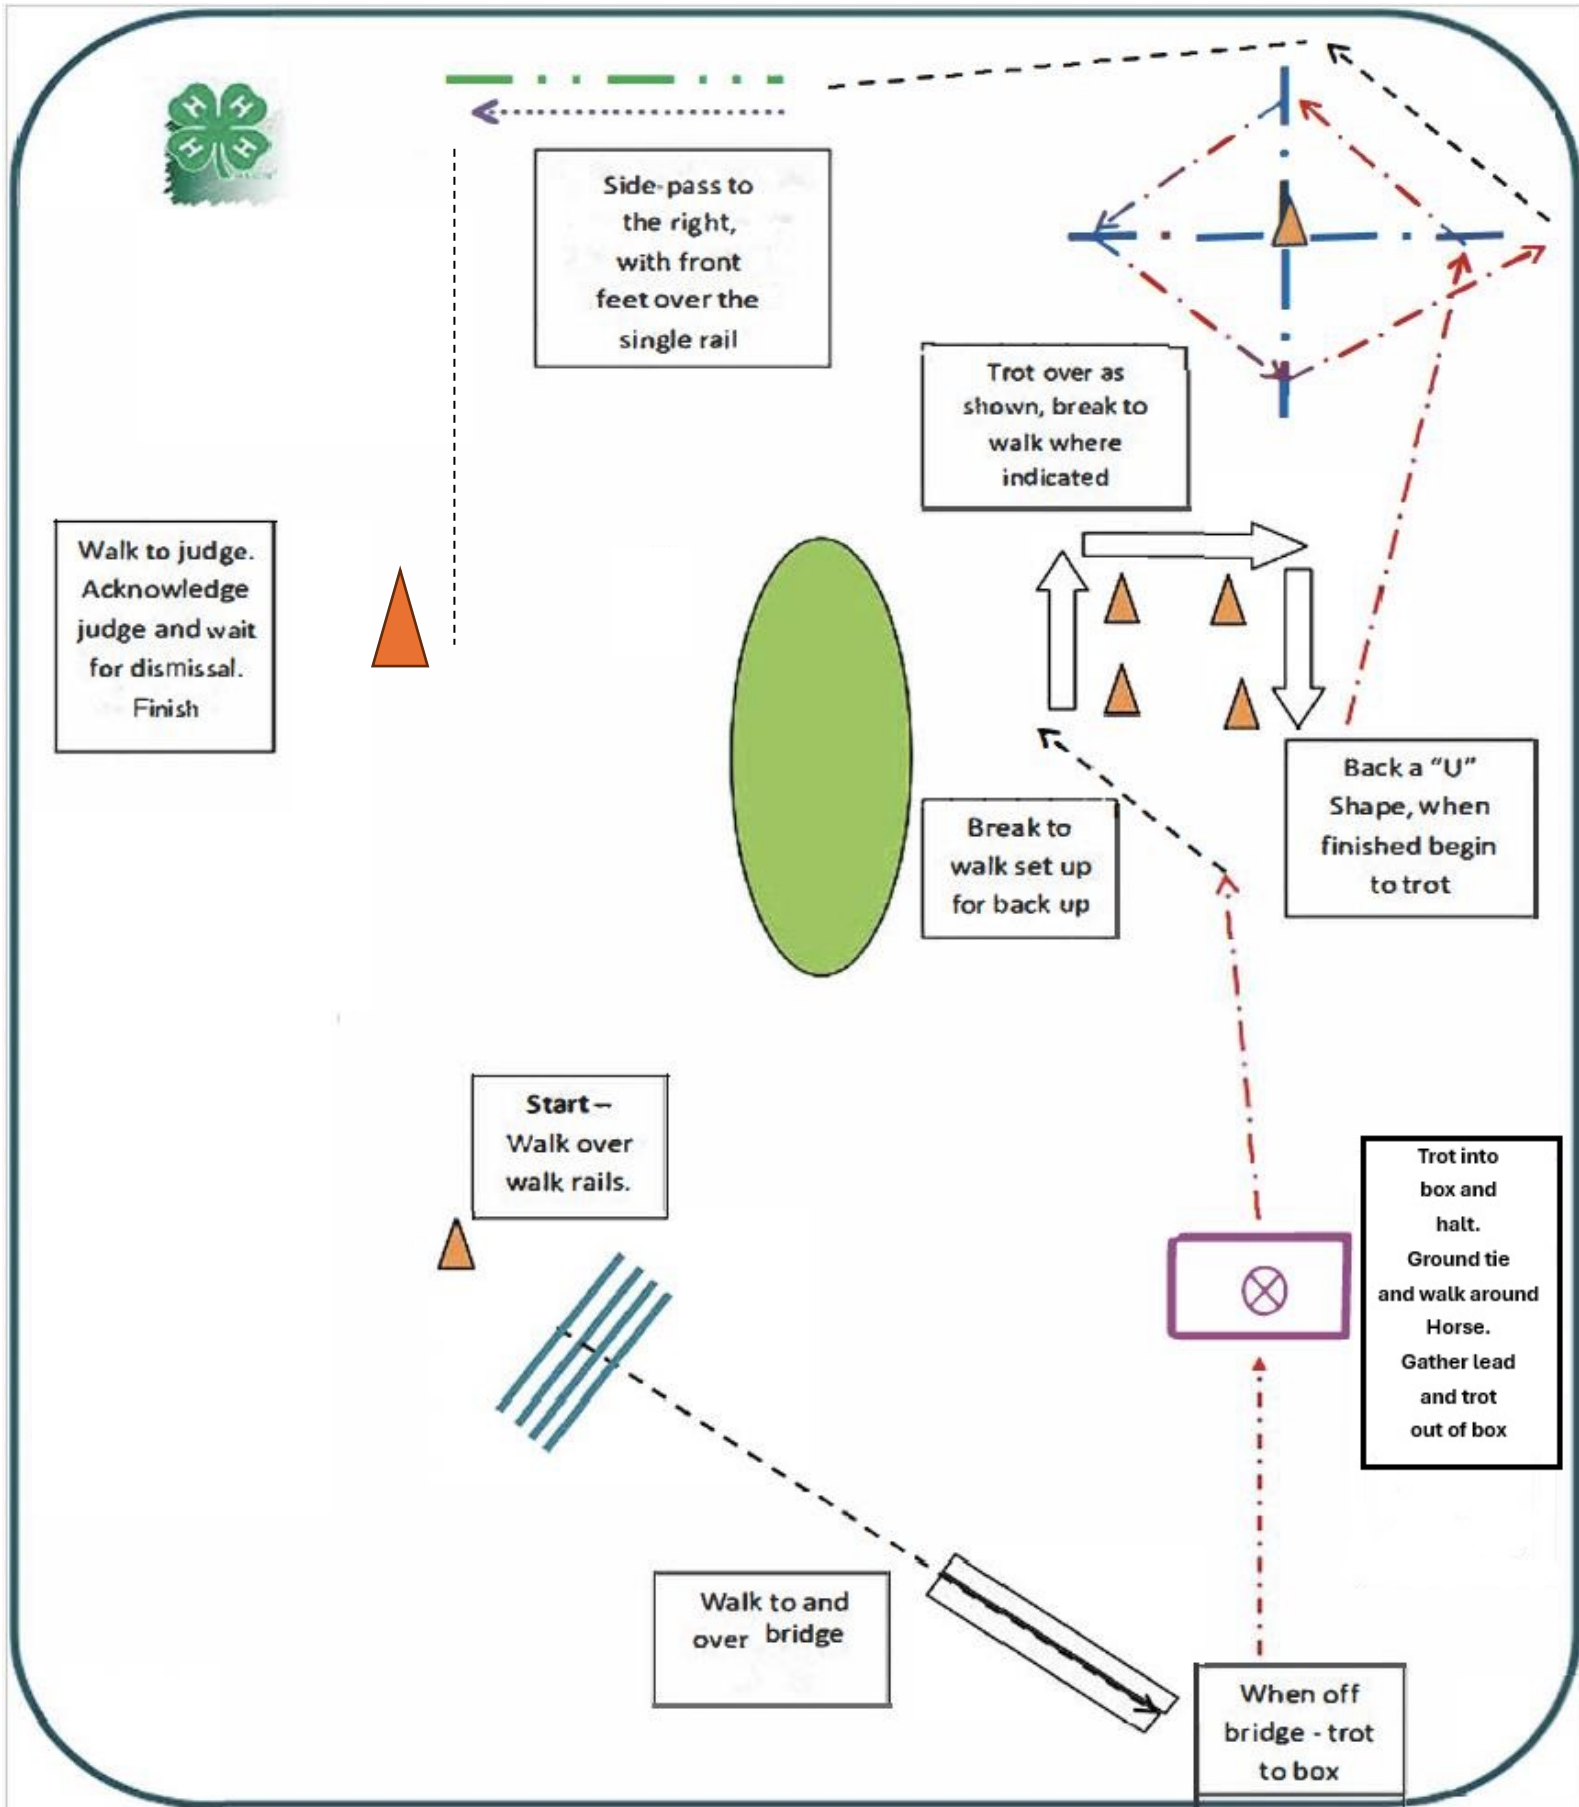 H H
H H
Side-pass to
the right,
with front
feet over the
single rail
Trot over as
shown, break to
walk where
indicated
Walk to judge.
Acknowledge
judge and wait
for dismissal.
Finish
Back a “U”
Shape, when
finished begin
to trot
Break to
walk set up
for back up
Start –
Walk over
walk rails.
Trot into
box and
halt.
Ground tie
and walk around
Horse.
Gather lead
and trot
out of box
Walk to and
over bridge
When off
bridge - trot
to box